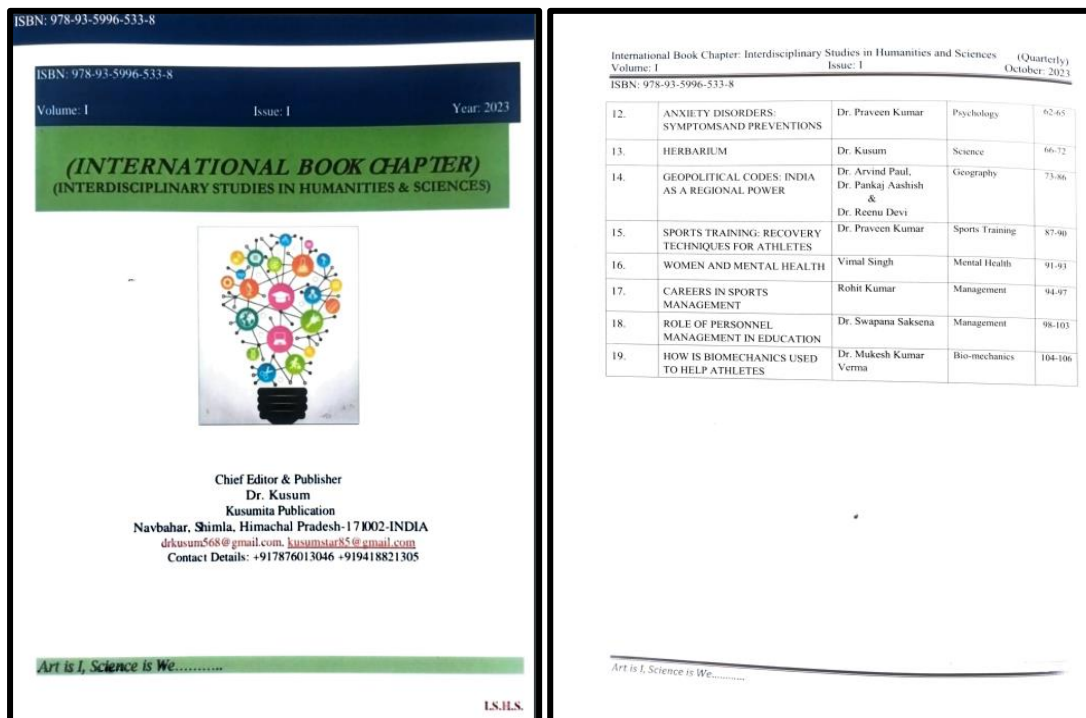 ISBN: 978-93-5996-533-8
ISBN: 978-93-5996-533-8
Volume: I Issue: I Year: 2023
(INTERNATIONAL BOOK CHAPTER)
(INTERDISCIPLINARY STUDIES IN HUMANITIES & SCIENCES)
Chief Editor & Publisher
Dr. Kusum
Kusumita Publication
Navbahar, Shimla, Himachal Pradesh-171002-INDIA
drkusum568@gmail.com, kusumstar85@gmail.com
Contact Details: +917876013046 +919418821305
Art is I, Science is We...........
I.S.H.S.
International Book Chapter: Interdisciplinary Studies in Humanities and Sciences (Quarterly)
Volume: I Issue: I October: 2023
ISBN: 978-93-5996-533-8
12. ANXIETY DISORDERS: Dr. Praveen Kumar Psychology 62-65
SYMPTOMSAND PREVENTIONS
13. HERBARIUM Dr. Kusum Science 66-72
14. GEOPOLITICAL CODES: INDIA Dr. Arvind Paul, Geography 73-86
AS A REGIONAL POWER Dr. Pankaj Aashish
&
Dr. Reenu Devi
15. SPORTS TRAINING: RECOVERY Dr. Praveen Kumar Sports Training 87-90
TECHNIQUES FOR ATHLETES
16. WOMEN AND MENTAL HEALTH Vimal Singh Mental Health 91-93
17. CAREERS IN SPORTS Rohit Kumar Management 94-97
MANAGEMENT
18. ROLE OF PERSONNEL Dr. Swapana Saksena Management 98-103
MANAGEMENT IN EDUCATION
19. HOW IS BIOMECHANICS USED Dr. Mukesh Kumar Bio-mechanics 104-106
TO HELP ATHLETES Verma
Art is I, Science is We...........